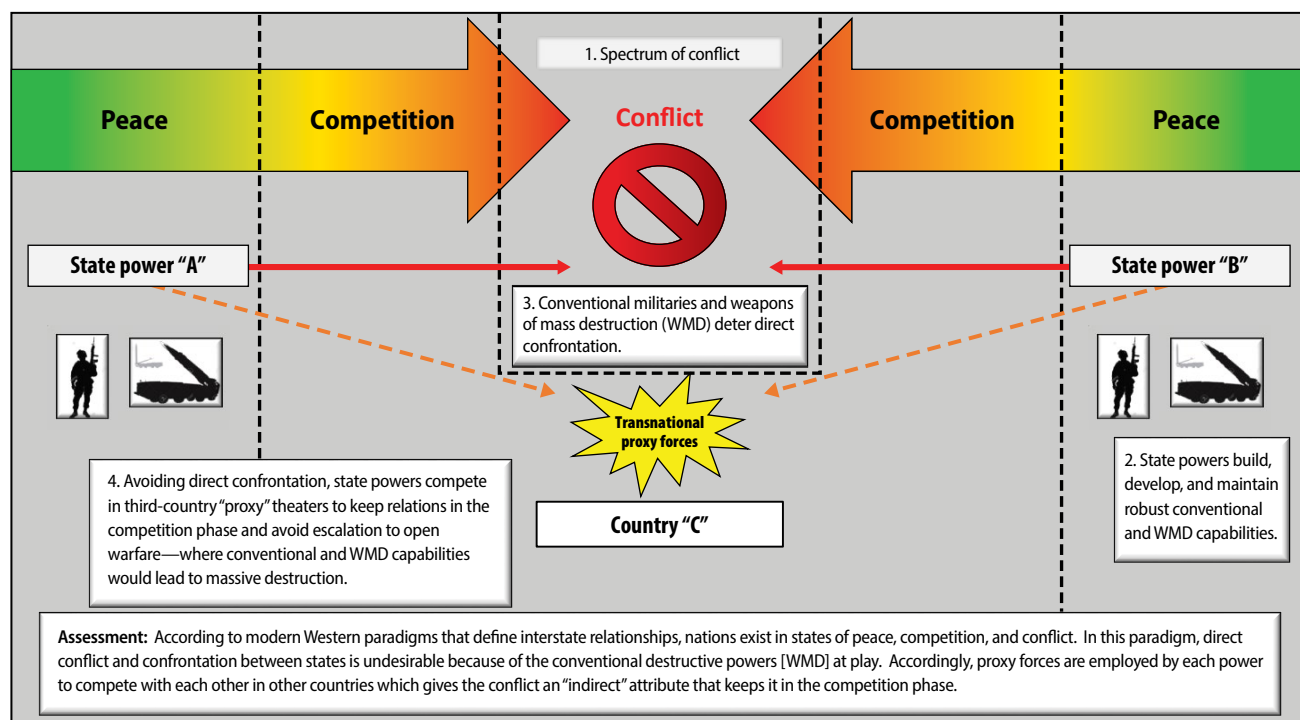 1. Spectrum of conflict
Peace
Competition
Conflict
Competition
Peace
State power “A”
State power “B”
3. Conventional militaries and weapons
of mass destruction (WMD) deter direct
confrontation.
Transnational
proxy forces
4. Avoiding direct confrontation, state powers compete
in third-country “proxy” theaters to keep relations in the
competition phase and avoid escalation to open
warfare—where conventional and WMD capabilities
would lead to massive destruction.
Country “C”
2. State powers build,
develop, and maintain
robust conventional
and WMD capabilities.
Assessment: According to modern Western paradigms that define interstate relationships, nations exist in states of peace, competition, and conflict. In this paradigm, direct
conflict and confrontation between states is undesirable because of the conventional destructive powers [WMD] at play. Accordingly, proxy forces are employed by each power
to compete with each other in other countries which gives the conflict an “indirect” attribute that keeps it in the competition phase.